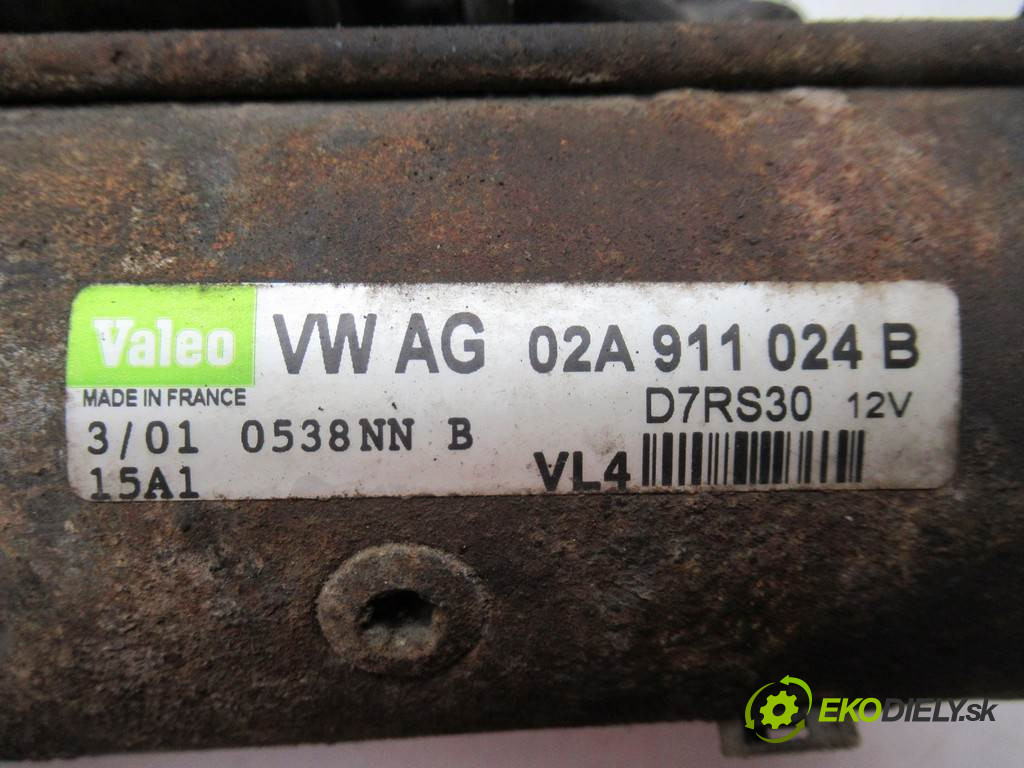 Valeo VW AG 02A 911 024 B
MADE IN FRANCE D7RS30 12V
3/01 0538NN B
15A1 VL4
EKODIELY.sk